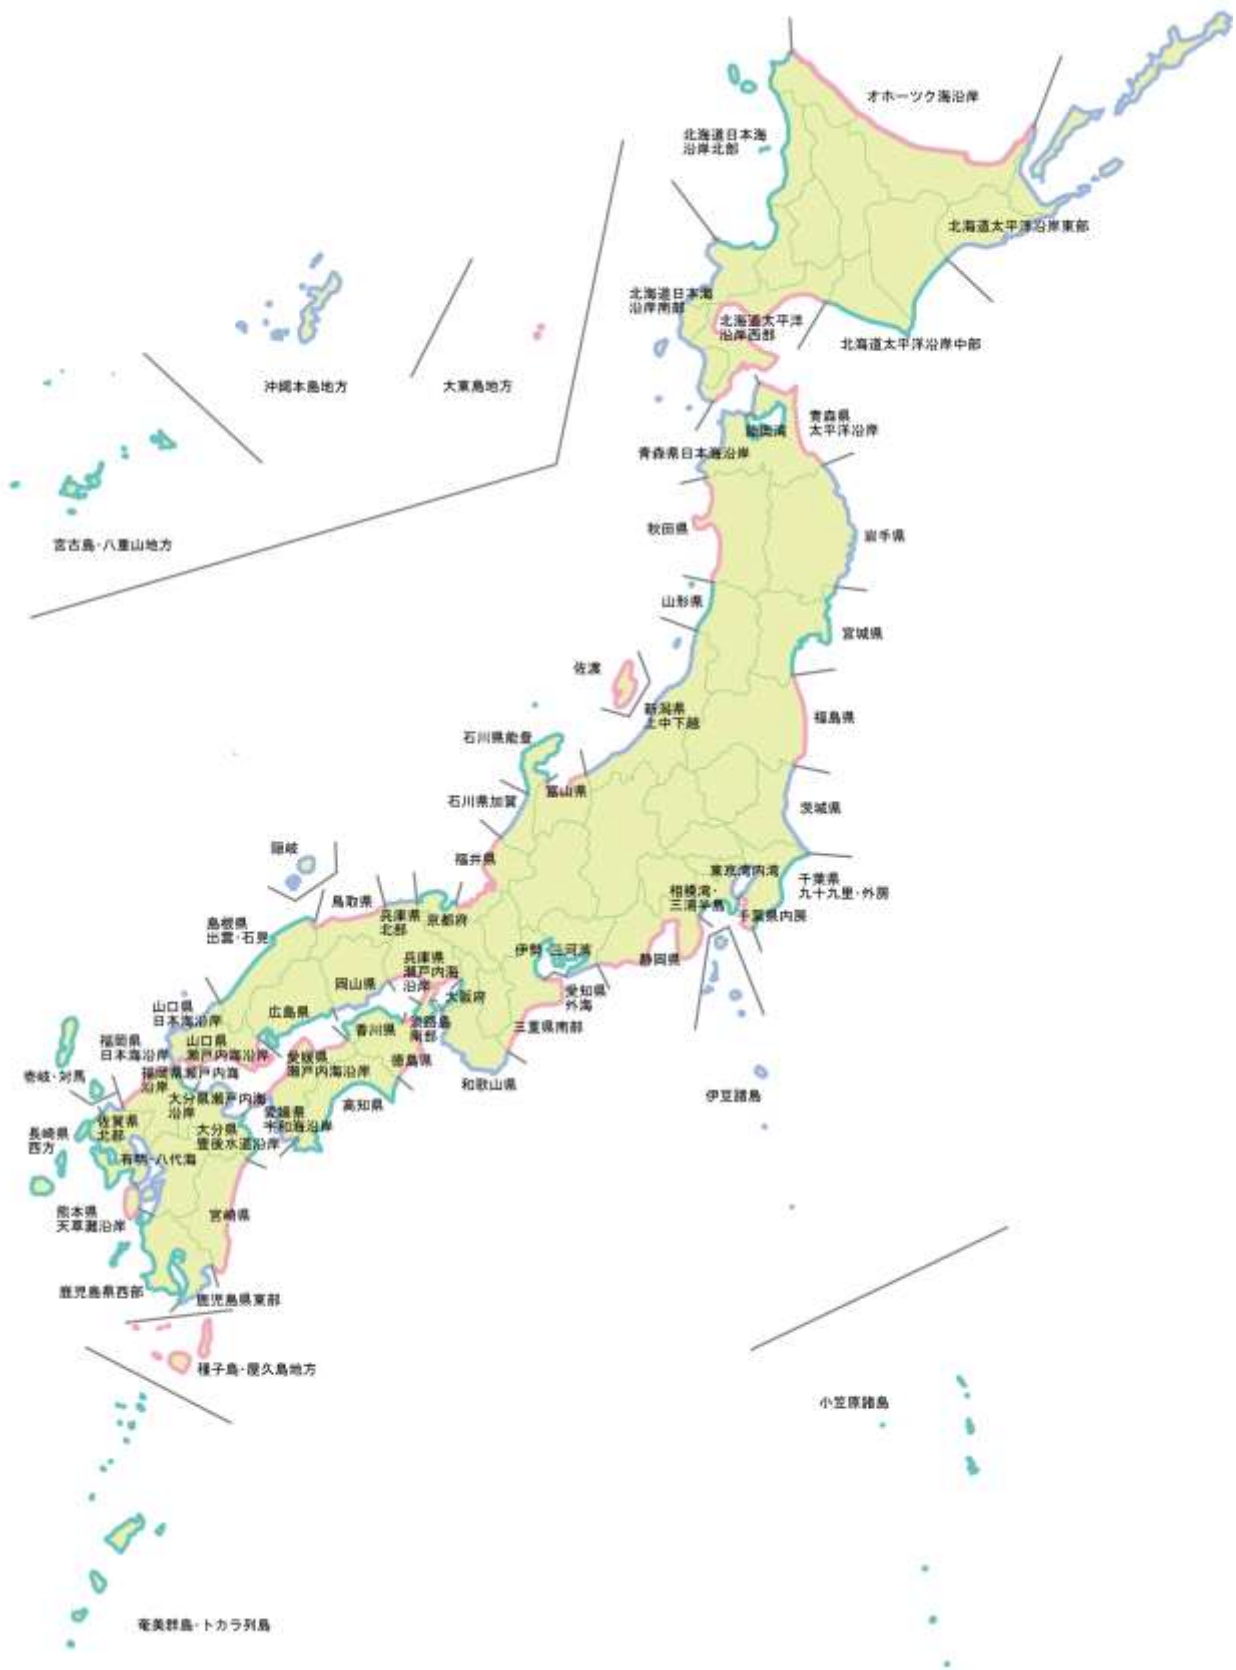 オホーツク海沿岸
北海道日本海
沿岸北部
北海道太平洋沿岸東部
北海道日本海
沿岸南部
北海道太平洋
沿岸西部
北海道太平洋沿岸中部
沖縄本島地方
大東島地方
宮古島・八重山地方
青森県
太平洋沿岸
陸奥湾
青森県日本海沿岸
秋田県
岩手県
山形県
宮城県
佐渡
新潟県
上中下越
福島県
石川県能登
富山県
石川県加賀
茨城県
隠岐
福井県
東京湾内湾
千葉県
九十九里・外房
相模湾・
三浦半島
千葉県内房
鳥取県
兵庫県
北部
京都府
島根県
出雲・石見
伊勢・三河湾
静岡県
兵庫県
瀬戸内海
沿岸
岡山県
大阪府
愛知県
外海
広島県
山口県
日本海沿岸
香川県
淡路島
南部
三重県南部
福岡県
日本海沿岸
山口県
瀬戸内海沿岸
愛媛県
瀬戸内海沿岸
徳島県
壱岐・対馬
福岡県瀬戸内海
沿岸
和歌山県
伊豆諸島
大分県瀬戸内海
沿岸
愛媛県
宇和海沿岸
高知県
佐賀県
北部
長崎県
西方
大分県
豊後水道沿岸
有明・八代海
熊本県
天草灘沿岸
宮崎県
鹿児島県西部
鹿児島県東部
種子島・屋久島地方
小笠原諸島
奄美群島・トカラ列島